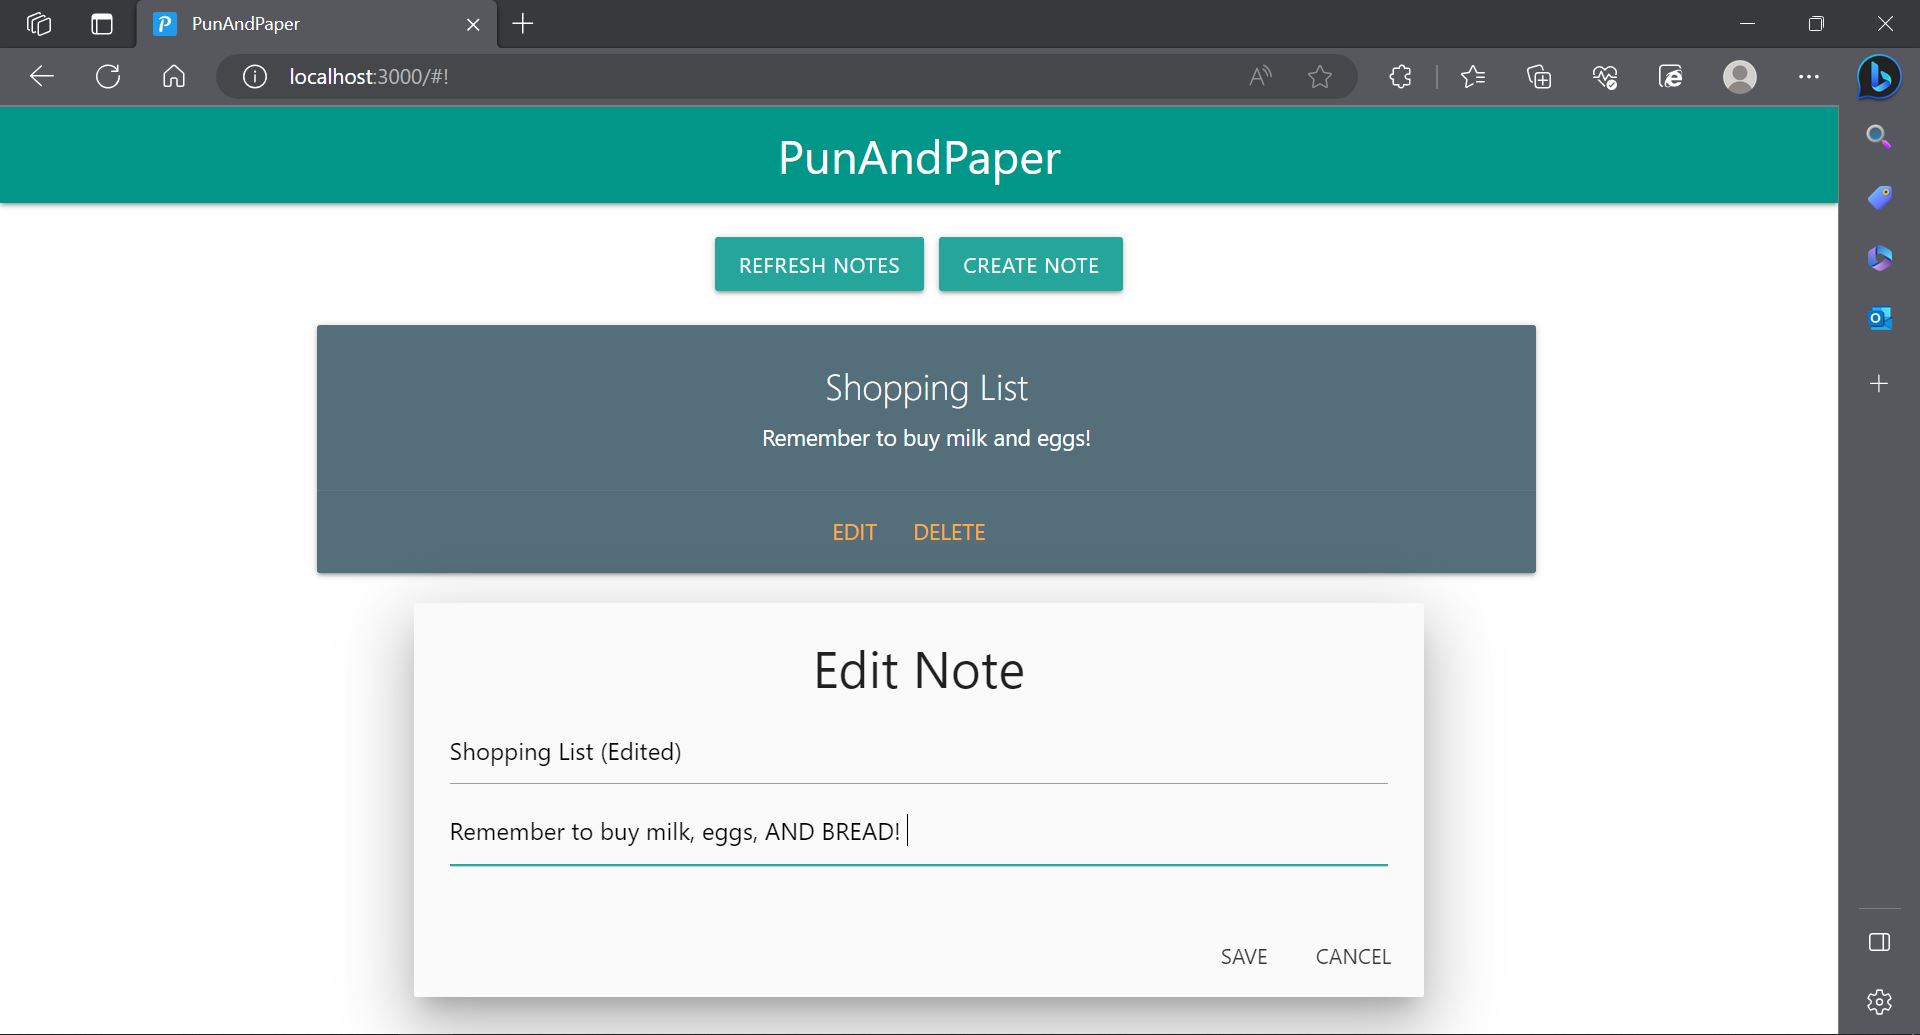 PunAndPaper
localhost:3000/#!
PunAndPaper
REFRESH NOTES CREATE NOTE
Shopping List
Remember to buy milk and eggs!
EDIT DELETE
Edit Note
Shopping List (Edited)
Remember to buy milk, eggs, AND BREAD!
SAVE CANCEL